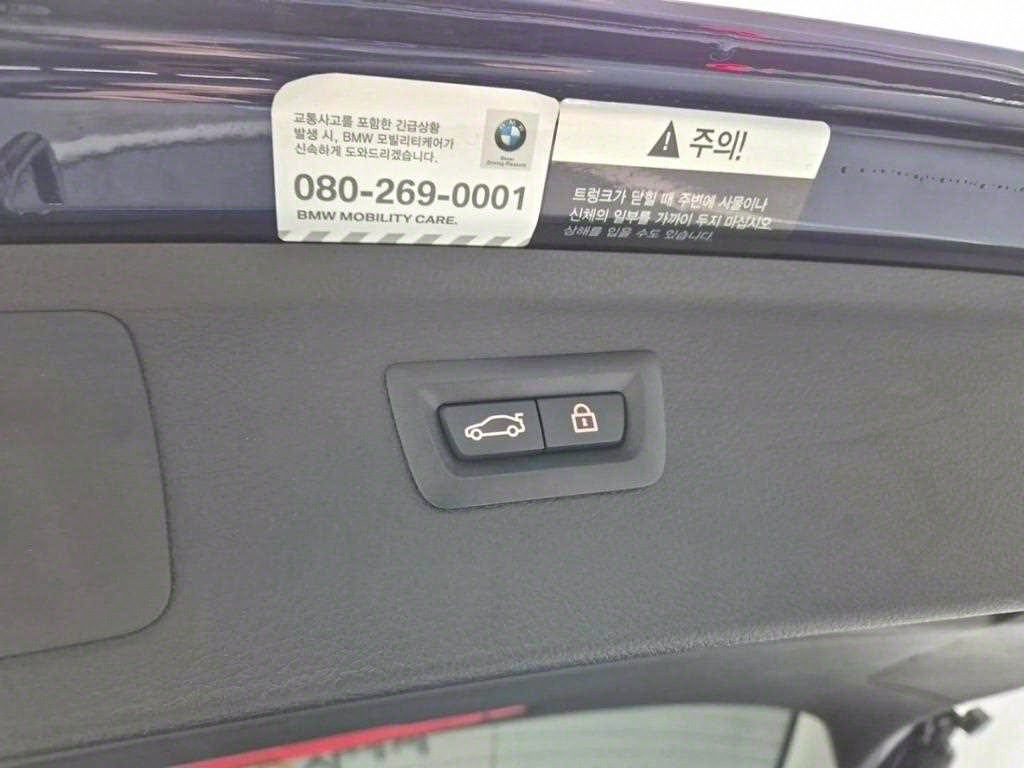 교통사고를 포함한 긴급상황
발생 시, BMW 모빌리티케어가
신속하게 도와드리겠습니다.
080-269-0001
BMW MOBILITY CARE.
BMW
Sheer
Driving Pleasure
주의!
트렁크가 닫힐 때 주변에 사물이나
신체의 일부를 가까이 두지 마십시오
상해를 입을 수도 있습니다.